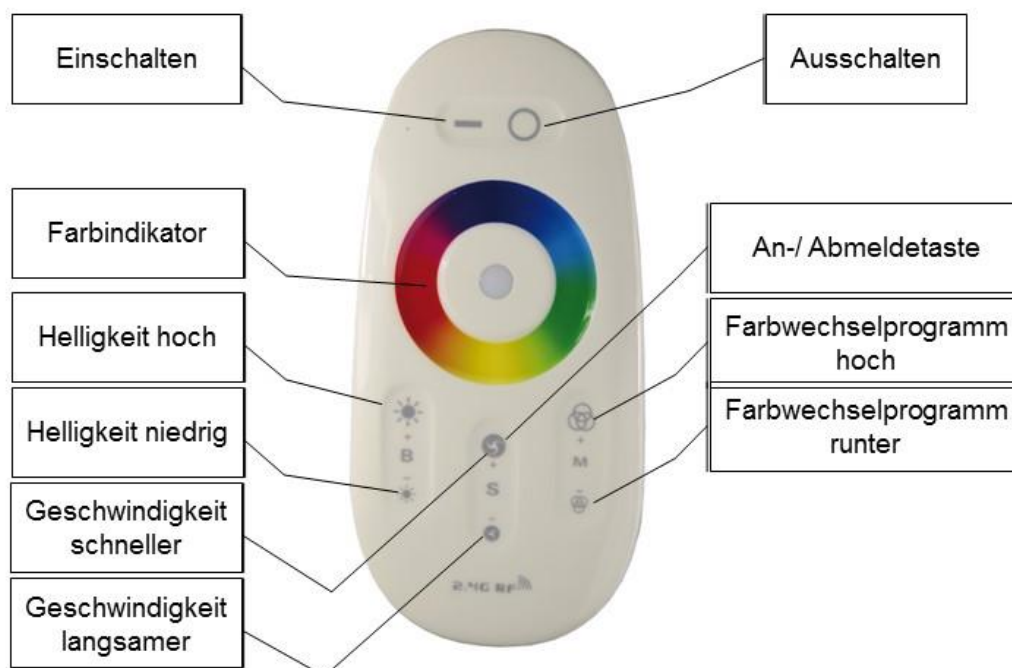 Einschalten
Ausschalten
Farbindikator
An-/ Abmeldetaste
Helligkeit hoch
Farbwechselprogramm
hoch
Helligkeit niedrig
Farbwechselprogramm
runter
Geschwindigkeit
schneller
Geschwindigkeit
langsamer
+
B
-
+
S
-
+
M
-
2.4G RF